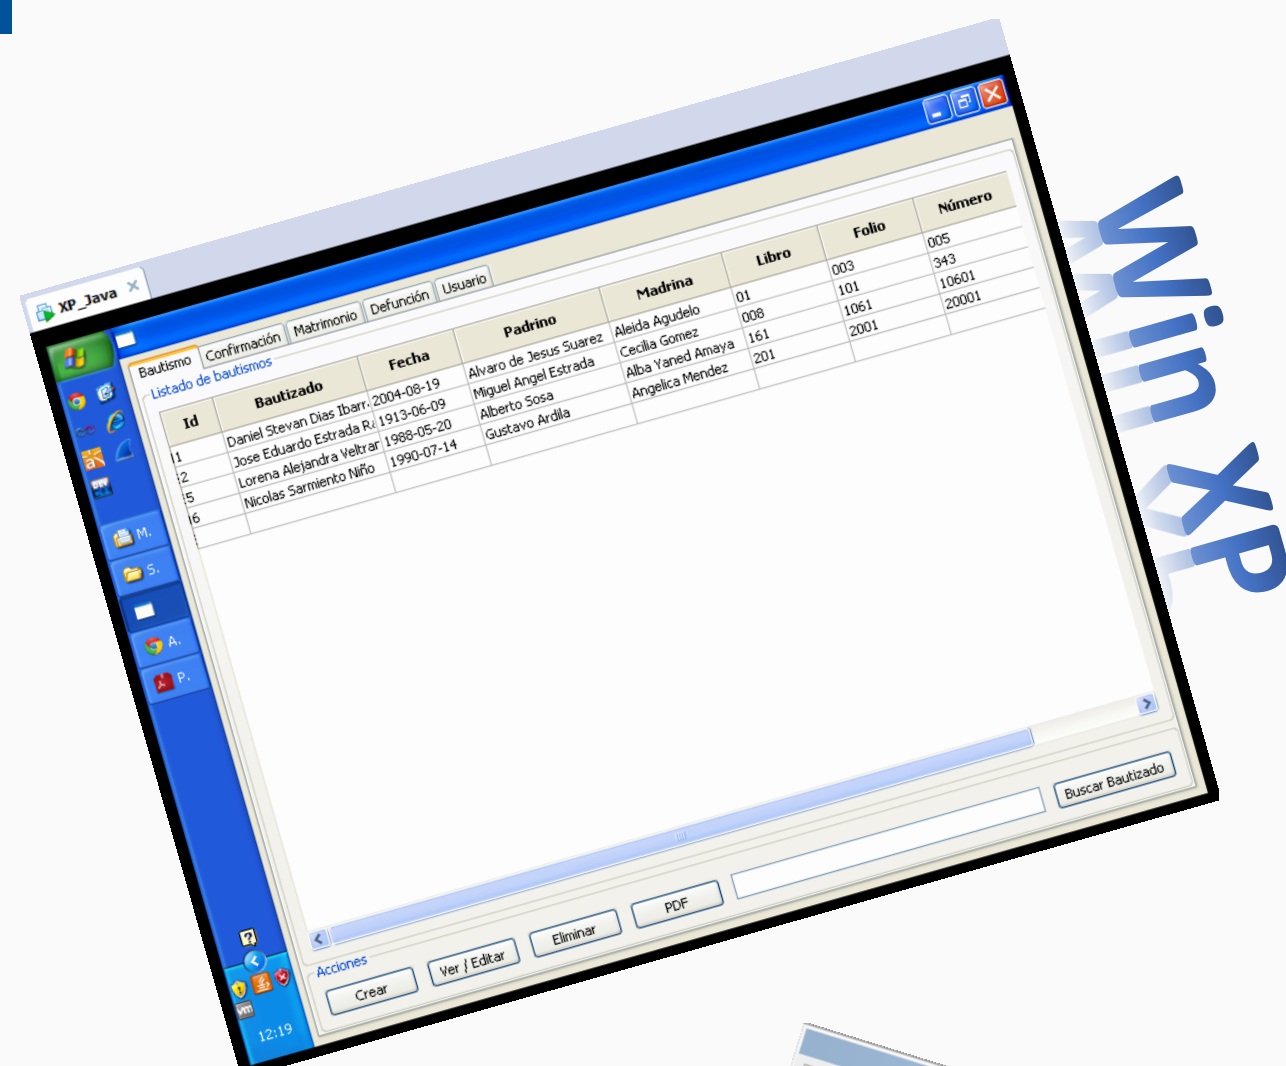 XP_Java
Bautismo Confirmación Matrimonio Defunción Usuario
Listado de bautismos
Id Bautizado Fecha Padrino Madrina Libro Folio Número
1 Daniel Stevan Dias Ibarr. 2004-08-19 Alvaro de Jesus Suarez Aleida Agudelo 01 003 005
2 Jose Eduardo Estrada 1913-06-09 Miguel Angel Estrada Cecilia Gomez 008 101 343
5 Lorena Alejandra Veltrar 1988-05-20 Alberto Sosa Alba Yaned Amaya 161 1061 10601
6 Nicolas Sarmiento Niño 1990-07-14 Gustavo Ardila Angelica Mendez 201 2001 20001
M.
S.
A.
P.
Buscar Bautizado
Acciones
Crear Ver / Editar Eliminar PDF
12:19
Win XP